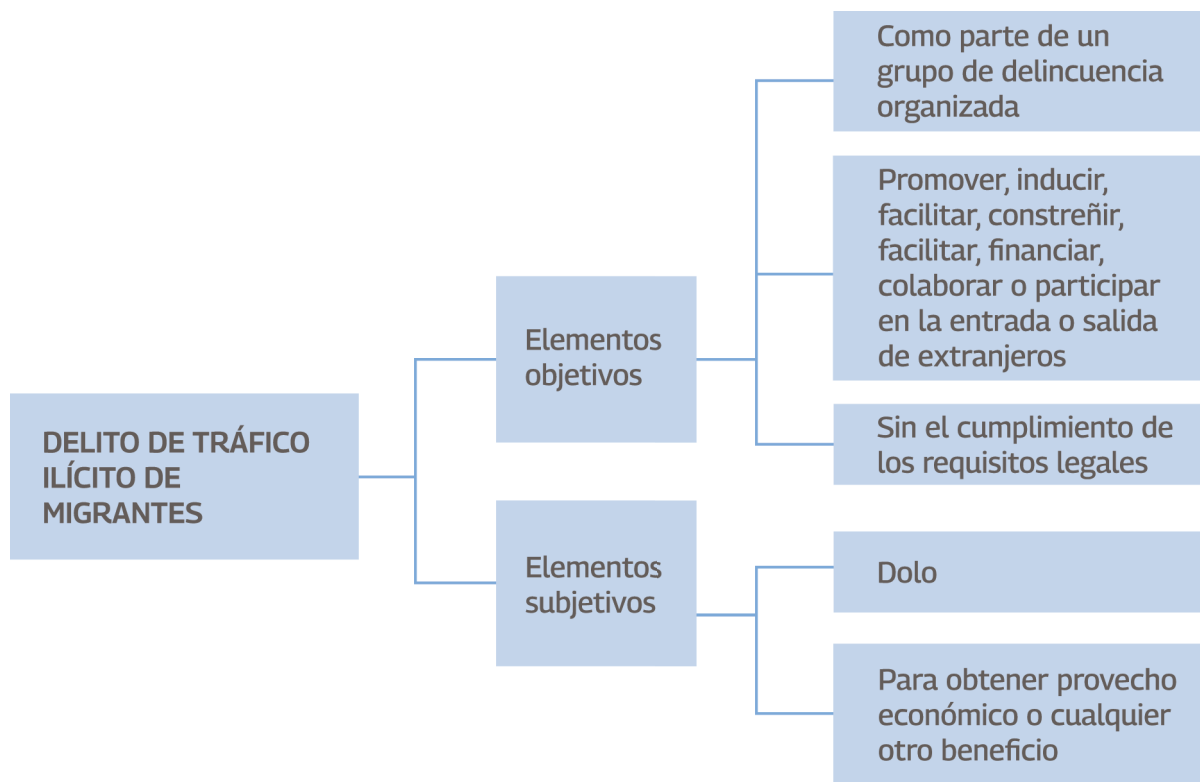 Como parte de un
grupo de delincuencia
organizada
Promover, inducir,
facilitar, constreñir,
facilitar, financiar,
colaborar o participar
en la entrada o salida
de extranjeros
Elementos
objetivos
Sin el cumplimiento de
los requisitos legales
DELITO DE TRÁFICO
ILÍCITO DE
MIGRANTES
Elementos
subjetivos
Dolo
Para obtener provecho
económico o cualquier
otro beneficio